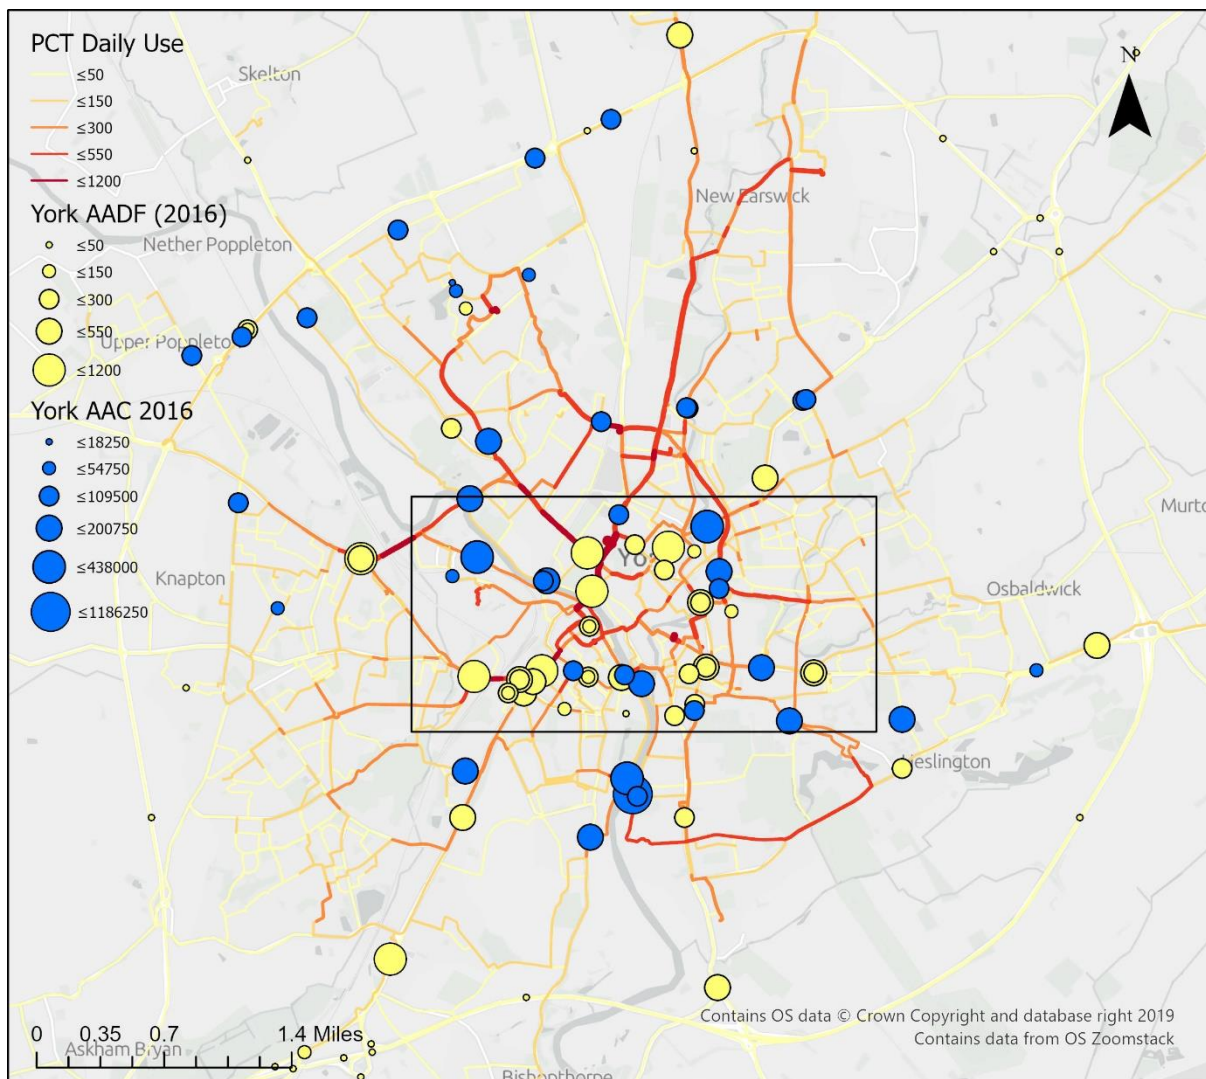 PCT Daily Use
≤50
≤150
≤300
≤550
≤1200
York AADF (2016)
≤50
≤150
≤300
≤550
≤1200
York AAC 2016
≤18250
≤54750
≤109500
≤200750
≤438000
≤1186250
N
Skelton
New Earswick
Nether Poppleton
Upper Poppleton
Knapton
Osbaldwick
Heslington
Askham Bryan
Bishopthorpe
0 0.35 0.7 1.4 Miles
Contains OS data © Crown Copyright and database right 2019
Contains data from OS Zoomstack